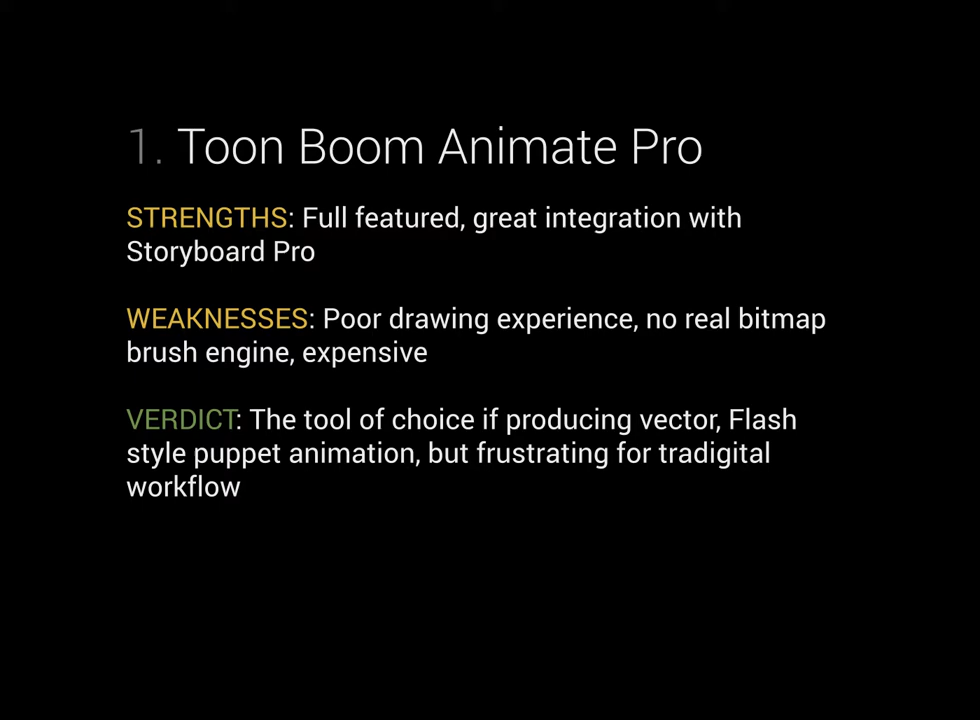 1. Toon Boom Animate Pro
STRENGTHS: Full featured, great integration with
Storyboard Pro
WEAKNESSES: Poor drawing experience, no real bitmap
brush engine, expensive
VERDICT: The tool of choice if producing vector, Flash
style puppet animation, but frustrating for tradigital
workflow